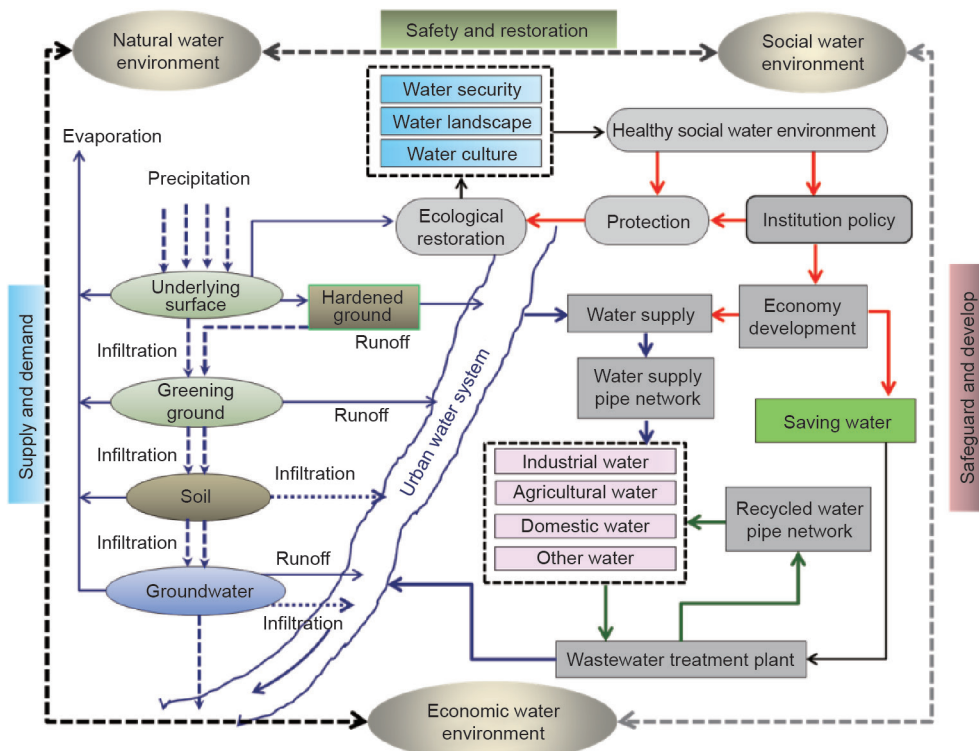 Natural water
environment
Safety and restoration
Social water
environment
Water security
Water landscape
Water culture
Healthy social water environment
Evaporation
Precipitation
Ecological
restoration
Protection
Institution policy
Underlying
surface
Hardened
ground
Runoff
Water supply
Economy
development
Infiltration
Greening
ground
Runoff
Water supply
pipe network
Saving water
Urban water system
Supply and demand
Safeguard and develop
Infiltration
Soil
Infiltration
Industrial water
Agricultural water
Domestic water
Other water
Recycled water
pipe network
Infiltration
Groundwater
Runoff
Infiltration
Wastewater treatment plant
Economic water
environment